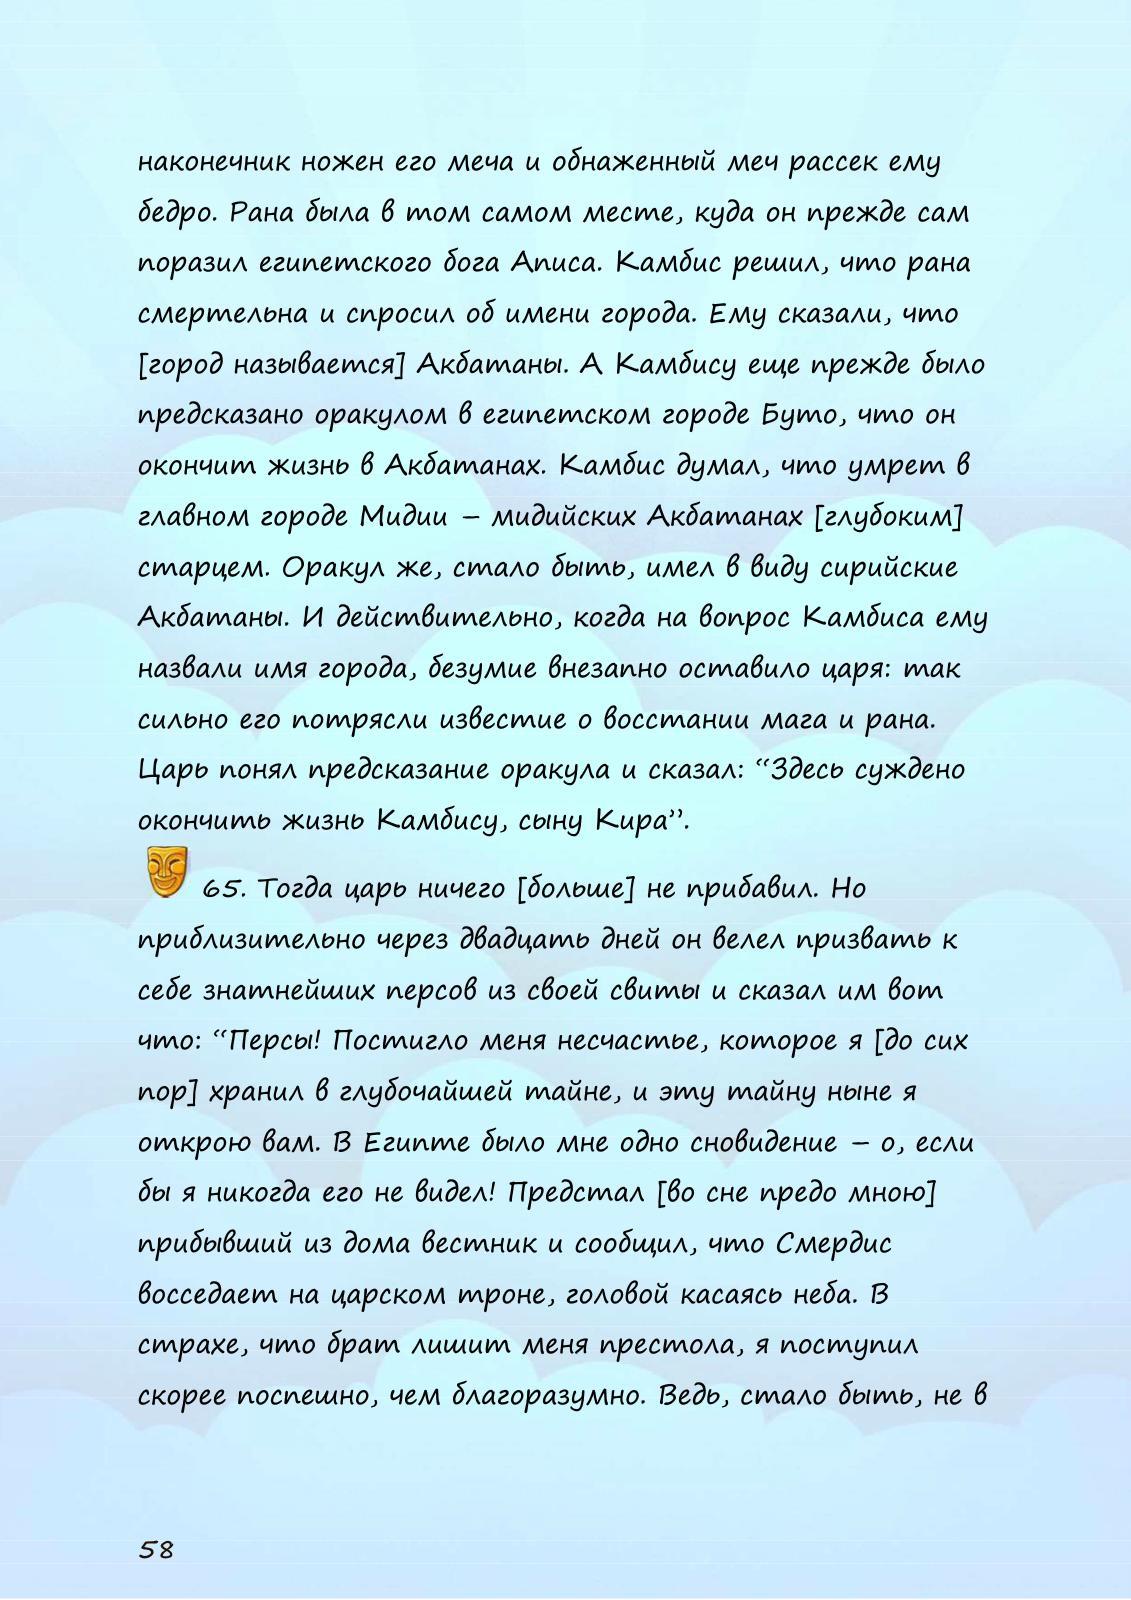 наконечник ножен его меча и обнаженный меч рассек ему
бедро. Рана была в том самом месте, куда он прежде сам
поразил египетского бога Аписа. Камбис решил, что рана
смертельна и спросил об имени города. Ему сказали, что
[город называется] Акбатаны. А Камбису еще прежде было
предсказано оракулом в египетском городе Буто, что он
окончит жизнь в Акбатанах. Камбис думал, что умрет в
главном городе Мидии – мидийских Акбатанах [глубоким]
старцем. Оракул же, стало быть, имел в виду сирийские
Акбатаны. И действительно, когда на вопрос Камбиса ему
назвали имя города, безумие внезапно оставило царя: так
сильно его потрясли известие о восстании мага и рана.
Царь понял предсказание оракула и сказал: “Здесь суждено
окончить жизнь Камбису, сыну Кира”.
65. Тогда царь ничего [больше] не прибавил. Но
приблизительно через двадцать дней он велел призвать к
себе знатнейших персов из своей свиты и сказал им вот
что: “Персы! Постигло меня несчастье, которое я [до сих
пор] хранил в глубочайшей тайне, и эту тайну ныне я
открою вам. В Египте было мне одно сновидение – о, если
бы я никогда его не видел! Предстал [во сне предо мною]
прибывший из дома вестник и сообщил, что Смердис
восседает на царском троне, головой касаясь неба. В
страхе, что брат лишит меня престола, я поступил
скорее поспешно, чем благоразумно. Ведь, стало быть, не в
58